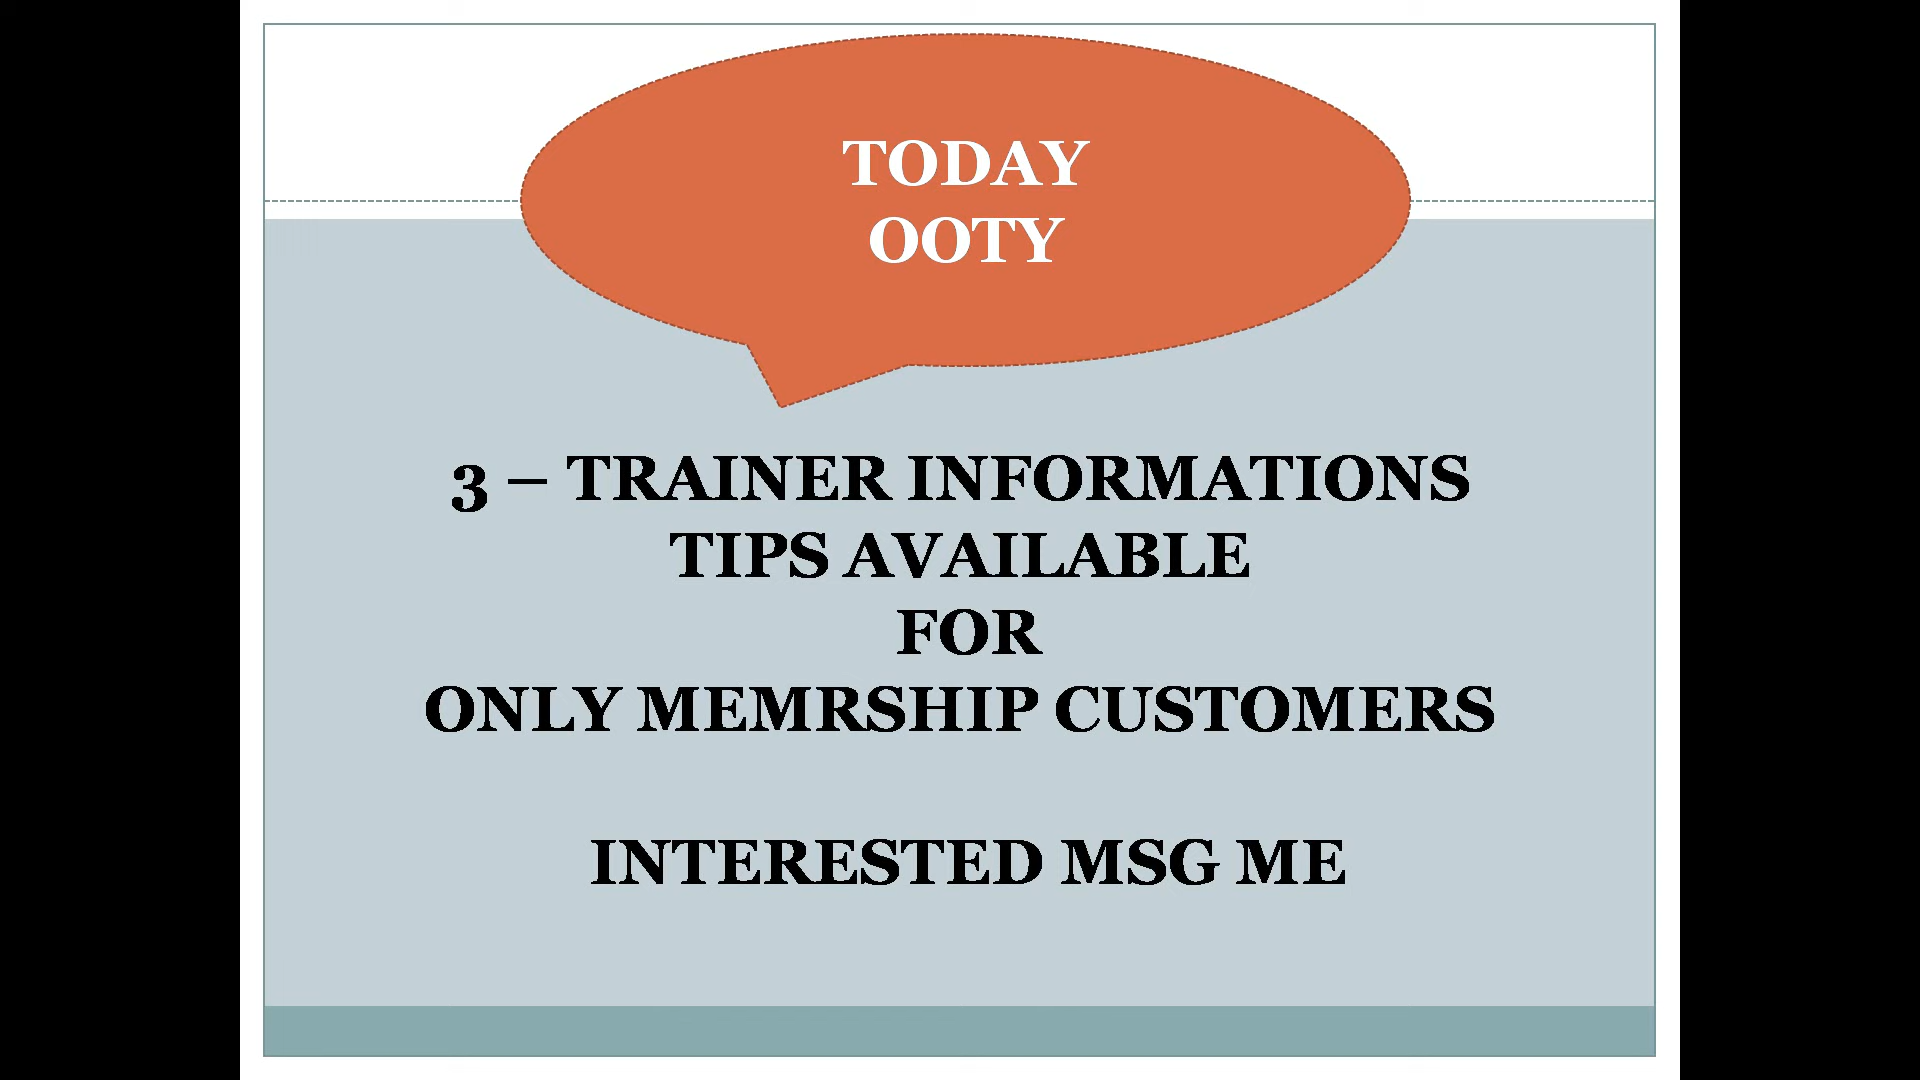 TODAY
OOTY
3 – TRAINER INFORMATIONS
TIPS AVAILABLE
FOR
ONLY MEMRSHIP CUSTOMERS
INTERESTED MSG ME